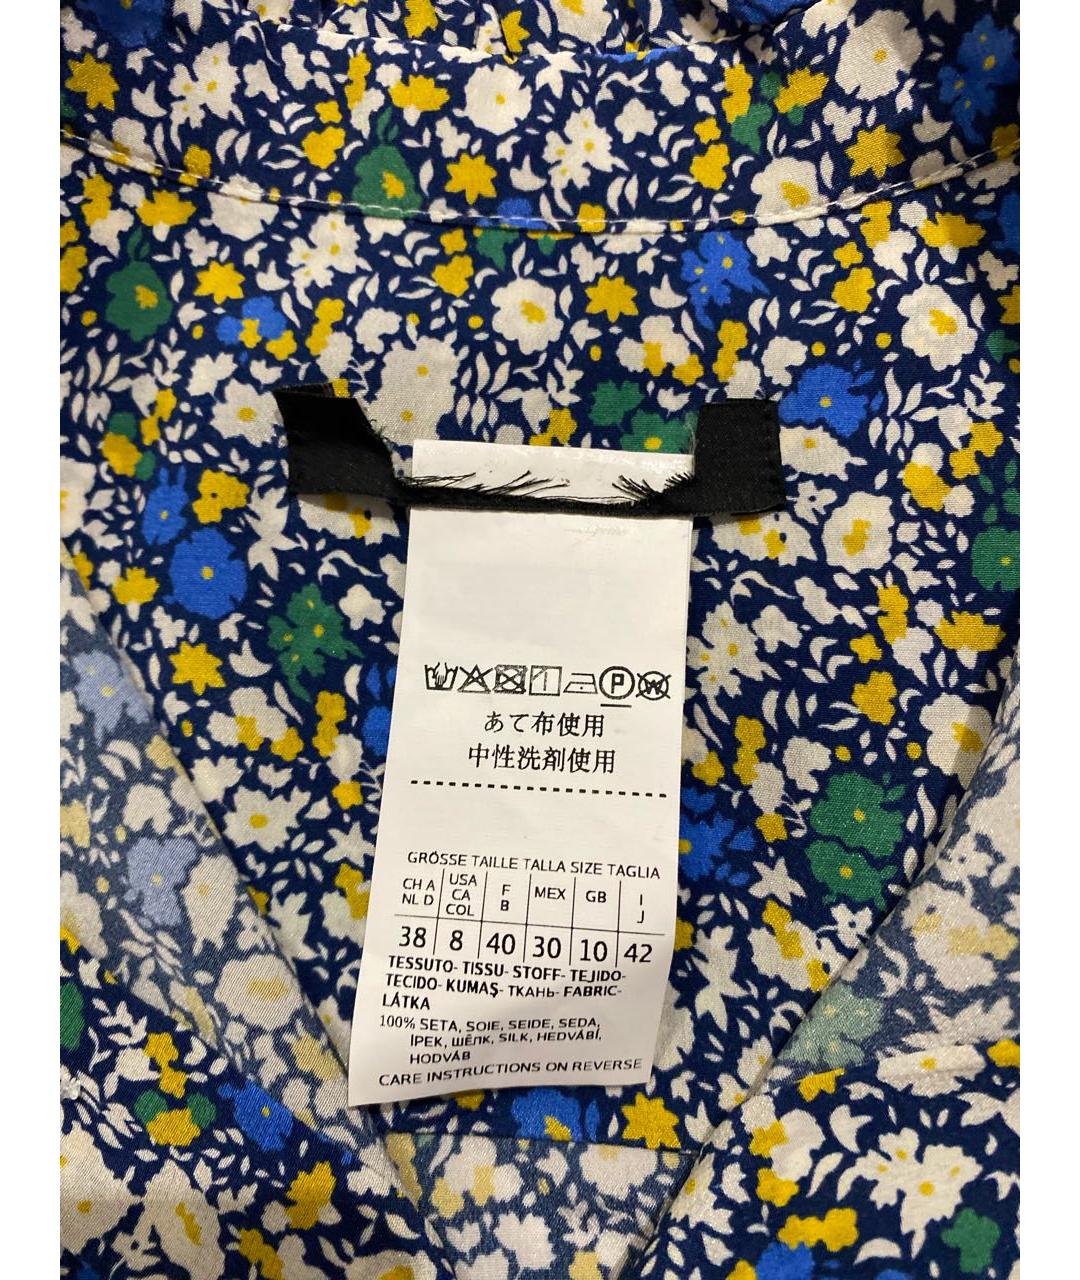 P W
あて布使用
中性洗剤使用
GRÖSSE TAILLE TALLA SIZE TAGLIA
CH A NL D USA CA COL F B MEX GB I J
38 8 40 30 10 42
TESSUTO- TISSU- STOFF- TEJIDO-
TECIDO- KUMAŞ- ТКАНЬ- FABRIC-
LÁTKA
100% SETA, SOIE, SEIDE, SEDA,
İPEK, ШЁЛК, SILK, HEDVÁBÍ,
HODVÁB
CARE INSTRUCTIONS ON REVERSE